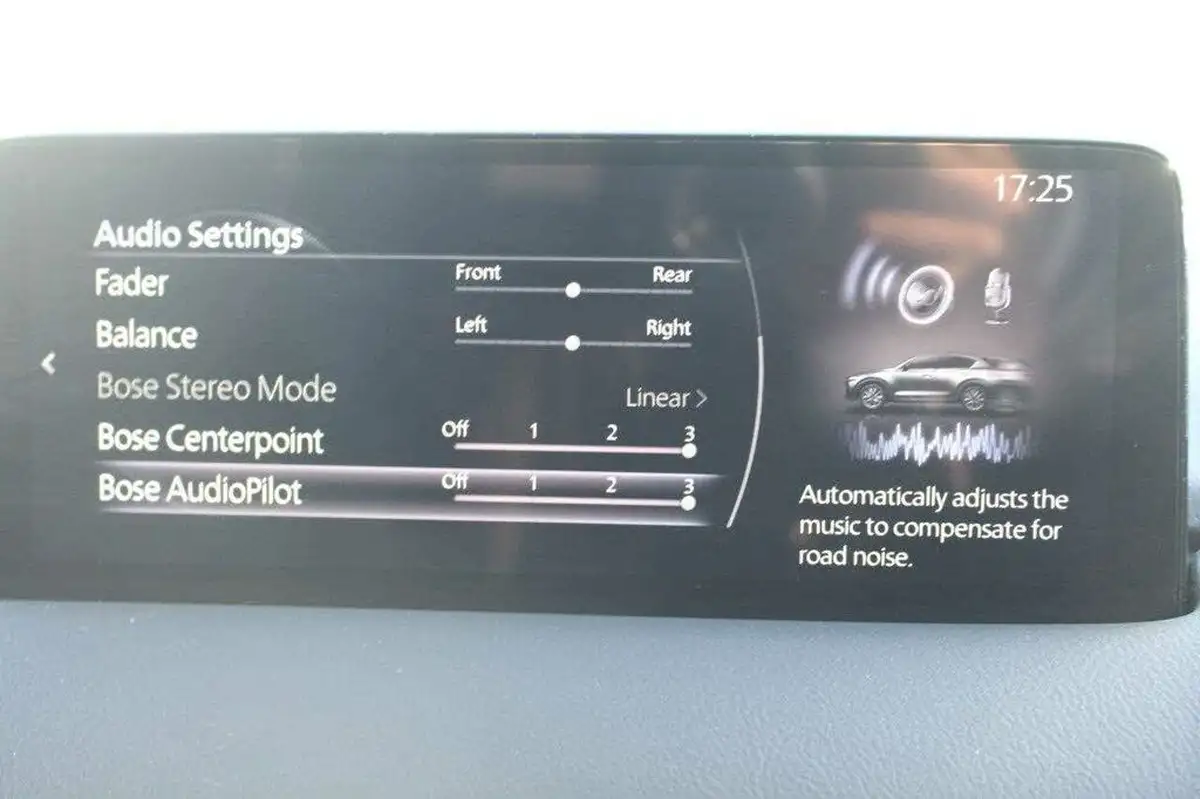 17:25
Audio Settings
Fader Front Rear
Balance Left Right
Bose Stereo Mode Linear >
Bose Centerpoint Off 1 2 3
Bose AudioPilot Off 1 2 3
Automatically adjusts the
music to compensate for
road noise.